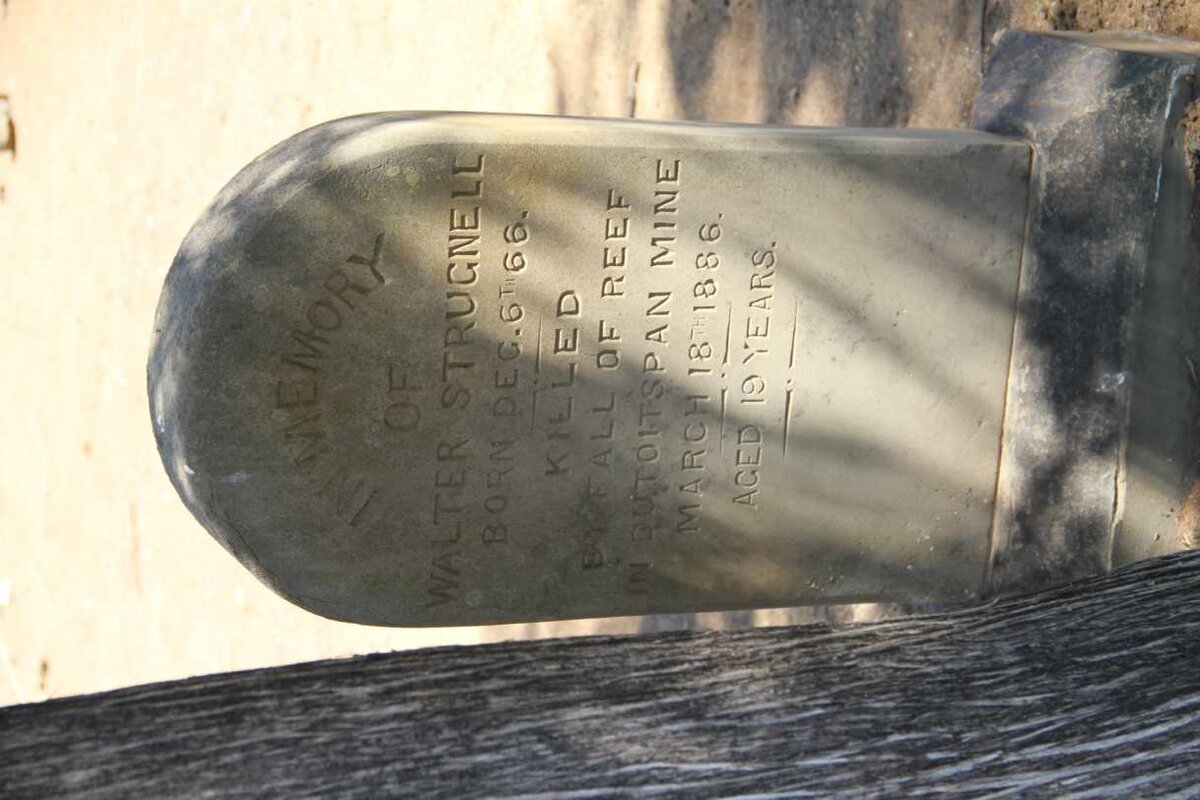 IN MEMORY
OF
WALTER STRUGNELL
BORN DEC. 6TH 66.
KILLED
BY FALL OF REEF
IN DUTOITSPAN MINE
MARCH 18TH 1886.
AGED 19 YEARS.